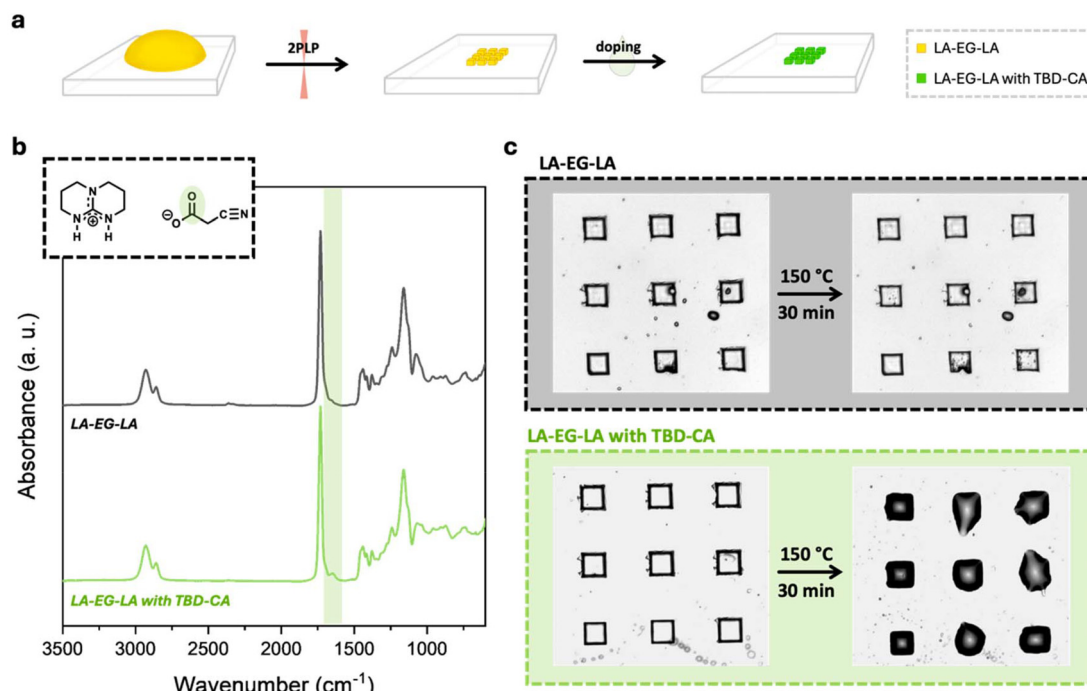 a
2PLP
doping
LA-EG-LA
LA-EG-LA with TBD-CA
b
N
N
N
H
H
⊕
O
⊖
O
C≡N
Absorbance (a. u.)
LA-EG-LA
LA-EG-LA with TBD-CA
3500 3000 2500 2000 1500 1000
Wavenumber (cm⁻¹)
c
LA-EG-LA
150 °C
30 min
LA-EG-LA with TBD-CA
150 °C
30 min